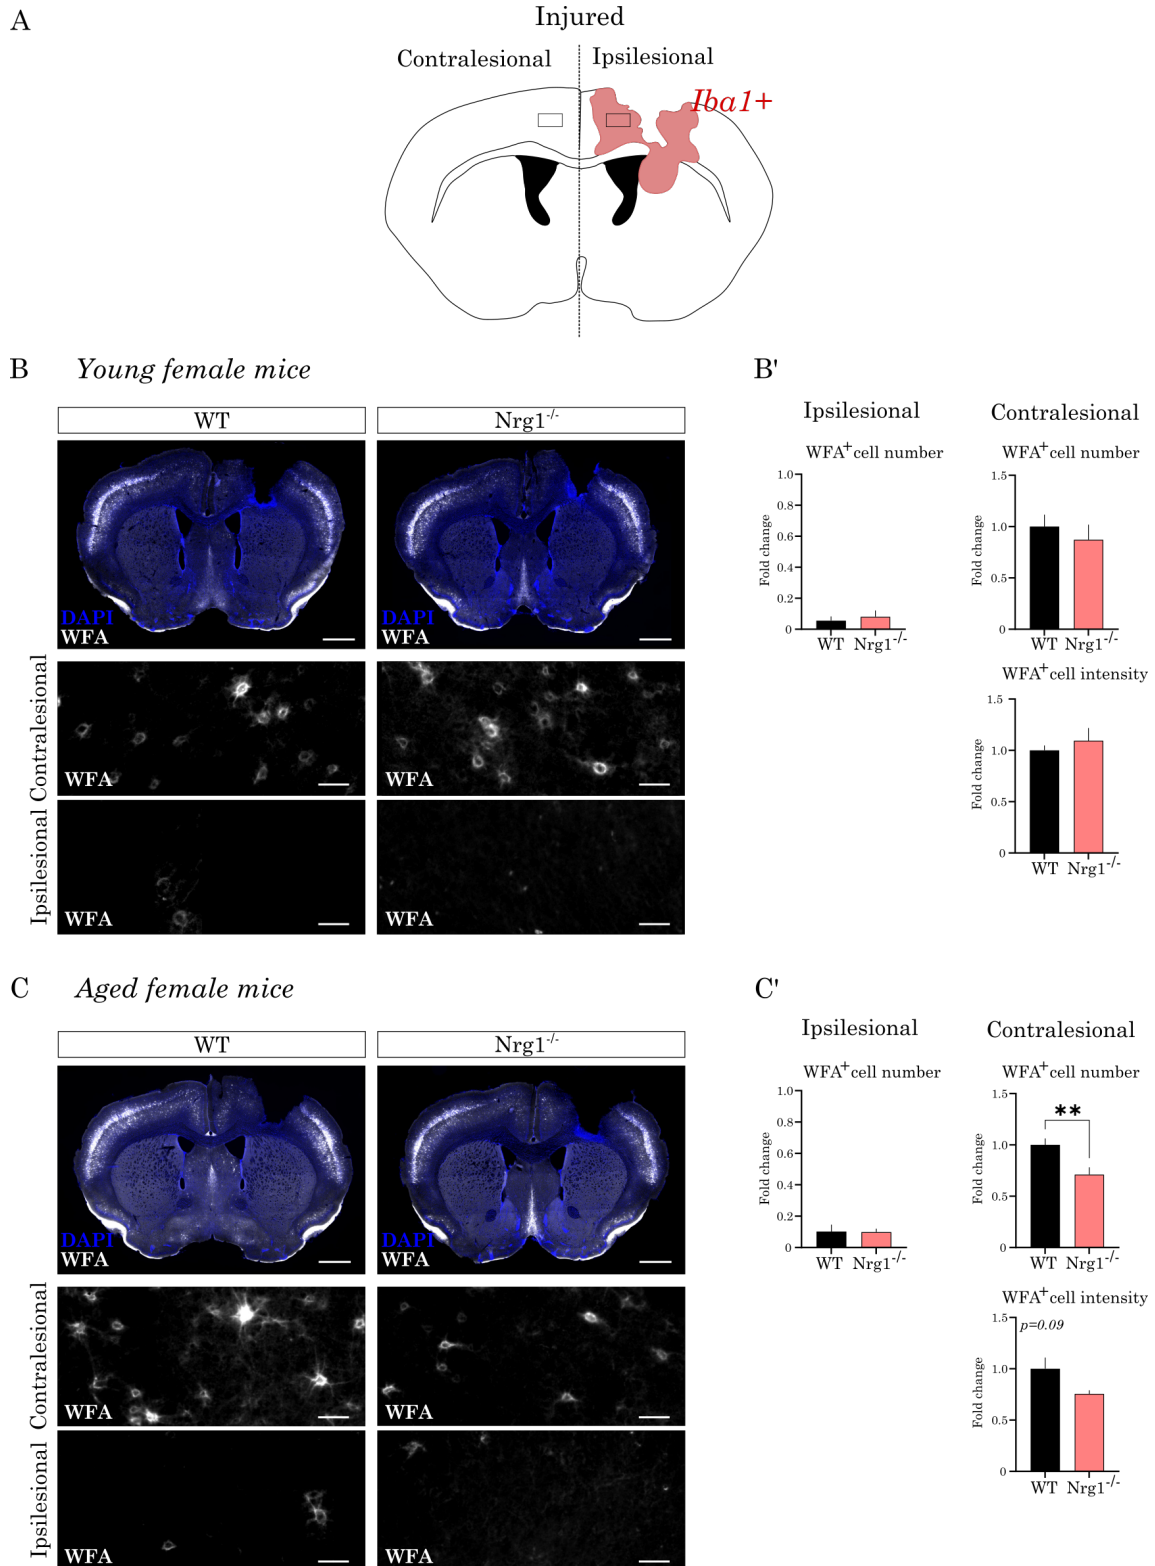 A
Injured
Contralesional
Ipsilesional
Iba1+
B
Young female mice
WT
Nrg1-/-
DAPI
WFA
DAPI
WFA
Contralesional
WFA
WFA
Ipsilesional
WFA
WFA
B'
Ipsilesional
Contralesional
WFA+cell number
Fold change
1.0
0.8
0.6
0.4
0.2
0
WT Nrg1-/-
WFA+cell number
Fold change
1.5
1.0
0.5
0
WT Nrg1-/-
WFA+cell intensity
Fold change
1.5
1.0
0.5
0
WT Nrg1-/-
C
Aged female mice
WT
Nrg1-/-
DAPI
WFA
DAPI
WFA
Contralesional
WFA
WFA
Ipsilesional
WFA
WFA
C'
Ipsilesional
Contralesional
WFA+cell number
Fold change
1.0
0.8
0.6
0.4
0.2
0
WT Nrg1-/-
WFA+cell number
Fold change
1.5
1.0
0.5
0
**
WT Nrg1-/-
WFA+cell intensity
Fold change
1.5
1.0
0.5
0
p=0.09
WT Nrg1-/-